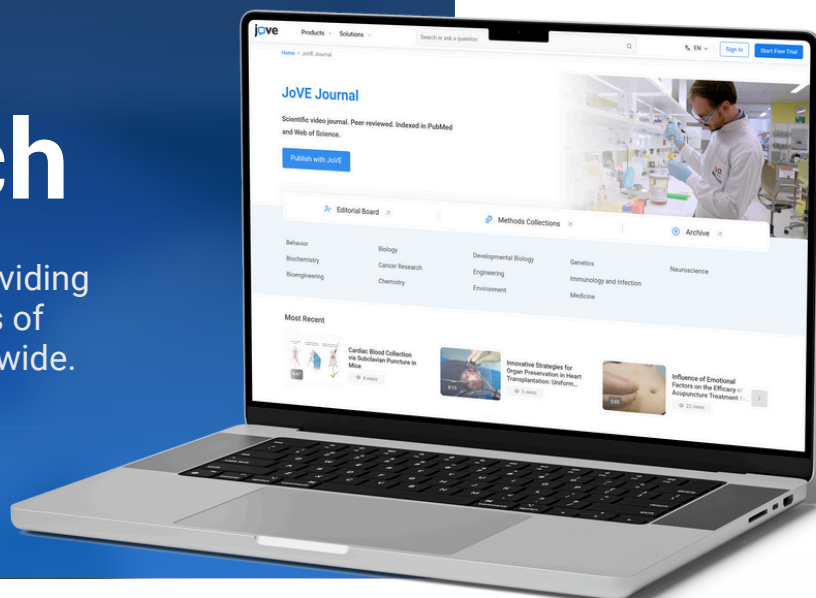 ch
viding
s of
wide.
jove
Products
Solutions
Search or ask a question
EN
Sign In
Start Free Trial
Home > JoVE Journal
JoVE Journal
Scientific video journal. Peer-reviewed. Indexed in PubMed
and Web of Science.
Publish with JoVE
Editorial Board
Methods Collections
Archive
Behavior
Biology
Developmental Biology
Genetics
Neuroscience
Biochemistry
Cancer Research
Engineering
Immunology and Infection
Bioengineering
Chemistry
Environment
Medicine
Most Recent
Cardiac Blood Collection
via Subclavian Puncture in
Mice
4 views
Innovative Strategies for
Organ Preservation in Heart
Transplantation: Uniform...
5 views
Influence of Emotional
Factors on the Efficacy of
Acupuncture Treatment
22 views